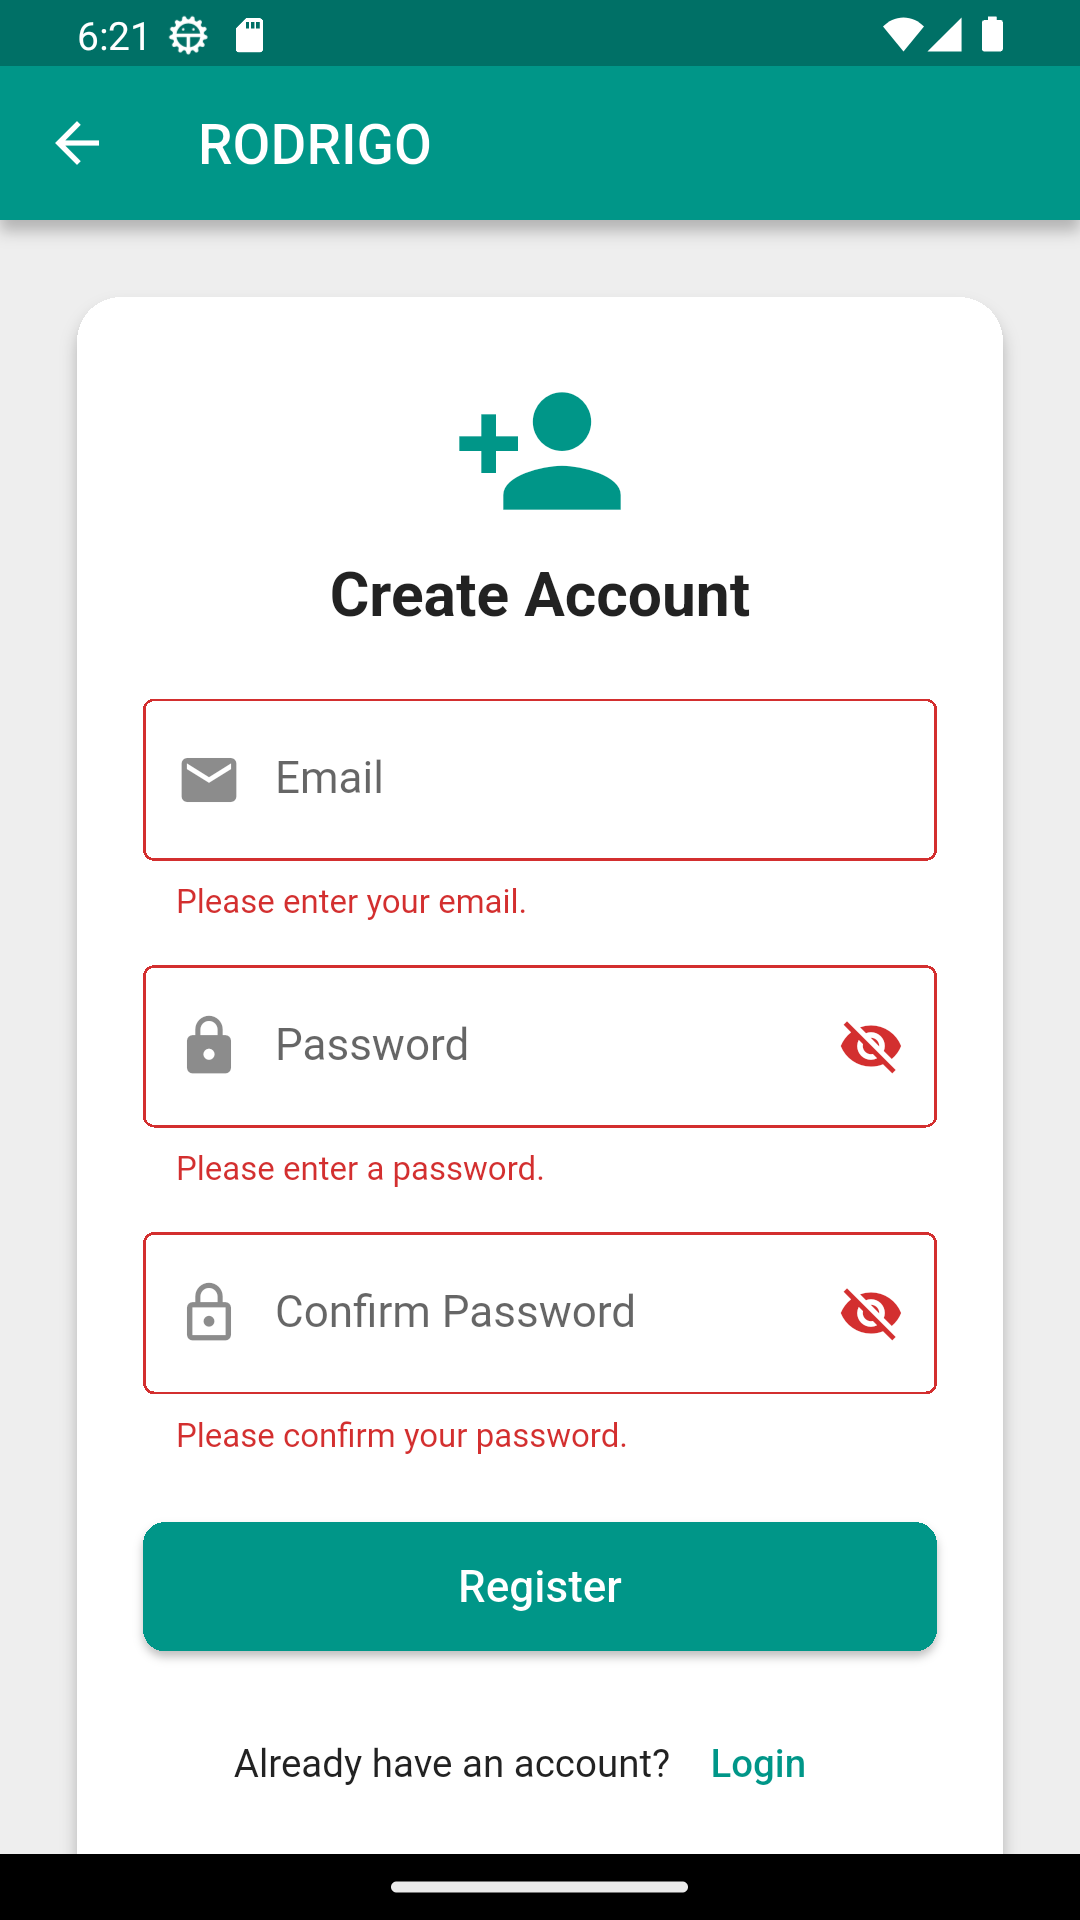 6:21
RODRIGO
Create Account
Email
Please enter your email.
Password
Please enter a password.
Confirm Password
Please confirm your password.
Register
Already have an account? Login